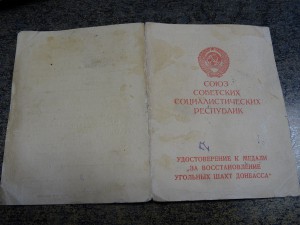 СОЮЗ
СОВЕТСКИХ
СОЦИАЛИСТИЧЕСКИХ
РЕСПУБЛИК
УДОСТОВЕРЕНИЕ К МЕДАЛИ
„ЗА ВОССТАНОВЛЕНИЕ
УГОЛЬНЫХ ШАХТ ДОНБАССА“